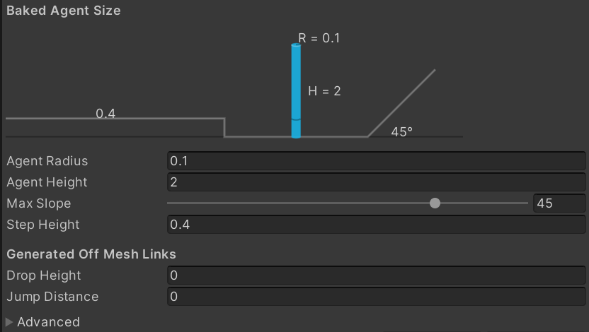 Baked Agent Size
R = 0.1
H = 2
0.4
45°
Agent Radius 0.1
Agent Height 2
Max Slope 45
Step Height 0.4
Generated Off Mesh Links
Drop Height 0
Jump Distance 0
Advanced